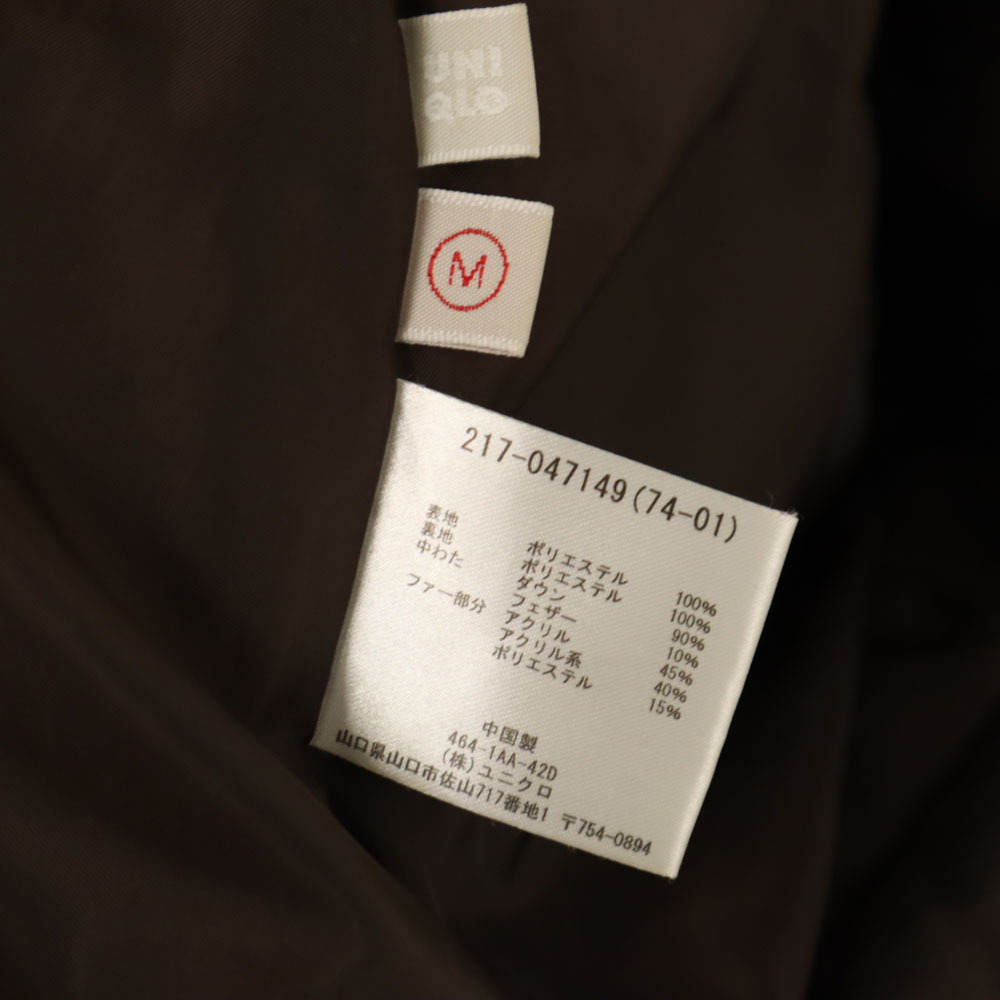 UNI
QLO
M
217-047149(74-01)
表地 ポリエステル 100%
裏地 ポリエステル 100%
中わた ダウン 90%
フェザー 10%
ファー部分 アクリル 45%
アクリル系 40%
ポリエステル 15%
中国製
464-1AA-42D
(株)ユニクロ
山口県山口市佐山717番地1 〒754-0894